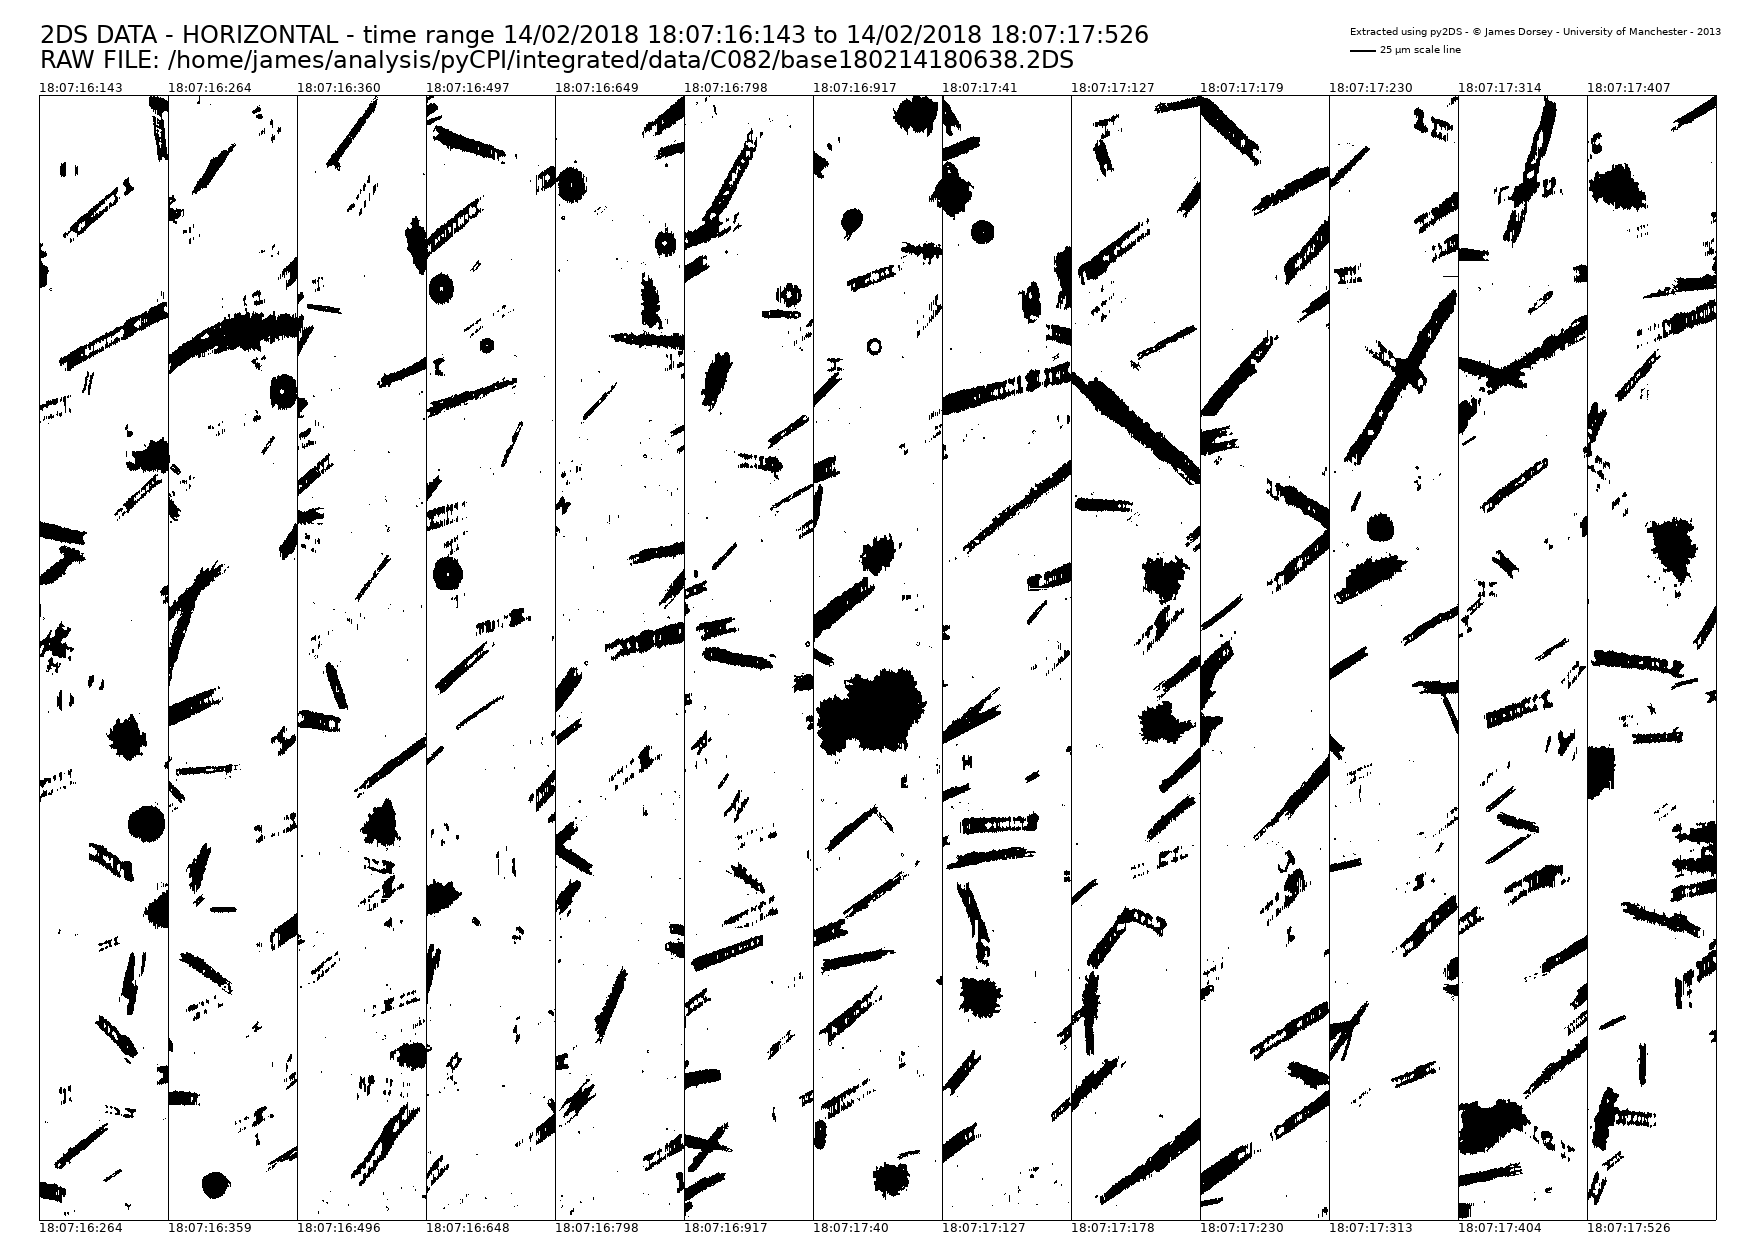 2DS DATA - HORIZONTAL - time range 14/02/2018 18:07:16:143 to 14/02/2018 18:07:17:526
RAW FILE: /home/james/analysis/pyCPI/integrated/data/C082/base180214180638.2DS
Extracted using py2DS - © James Dorsey - University of Manchester - 2013
25 µm scale line
18:07:16:143 18:07:16:264 18:07:16:360 18:07:16:497 18:07:16:649 18:07:16:798 18:07:16:917 18:07:17:41 18:07:17:127 18:07:17:179 18:07:17:230 18:07:17:314 18:07:17:407
18:07:16:264 18:07:16:359 18:07:16:496 18:07:16:648 18:07:16:798 18:07:16:917 18:07:17:40 18:07:17:127 18:07:17:178 18:07:17:230 18:07:17:313 18:07:17:404 18:07:17:526